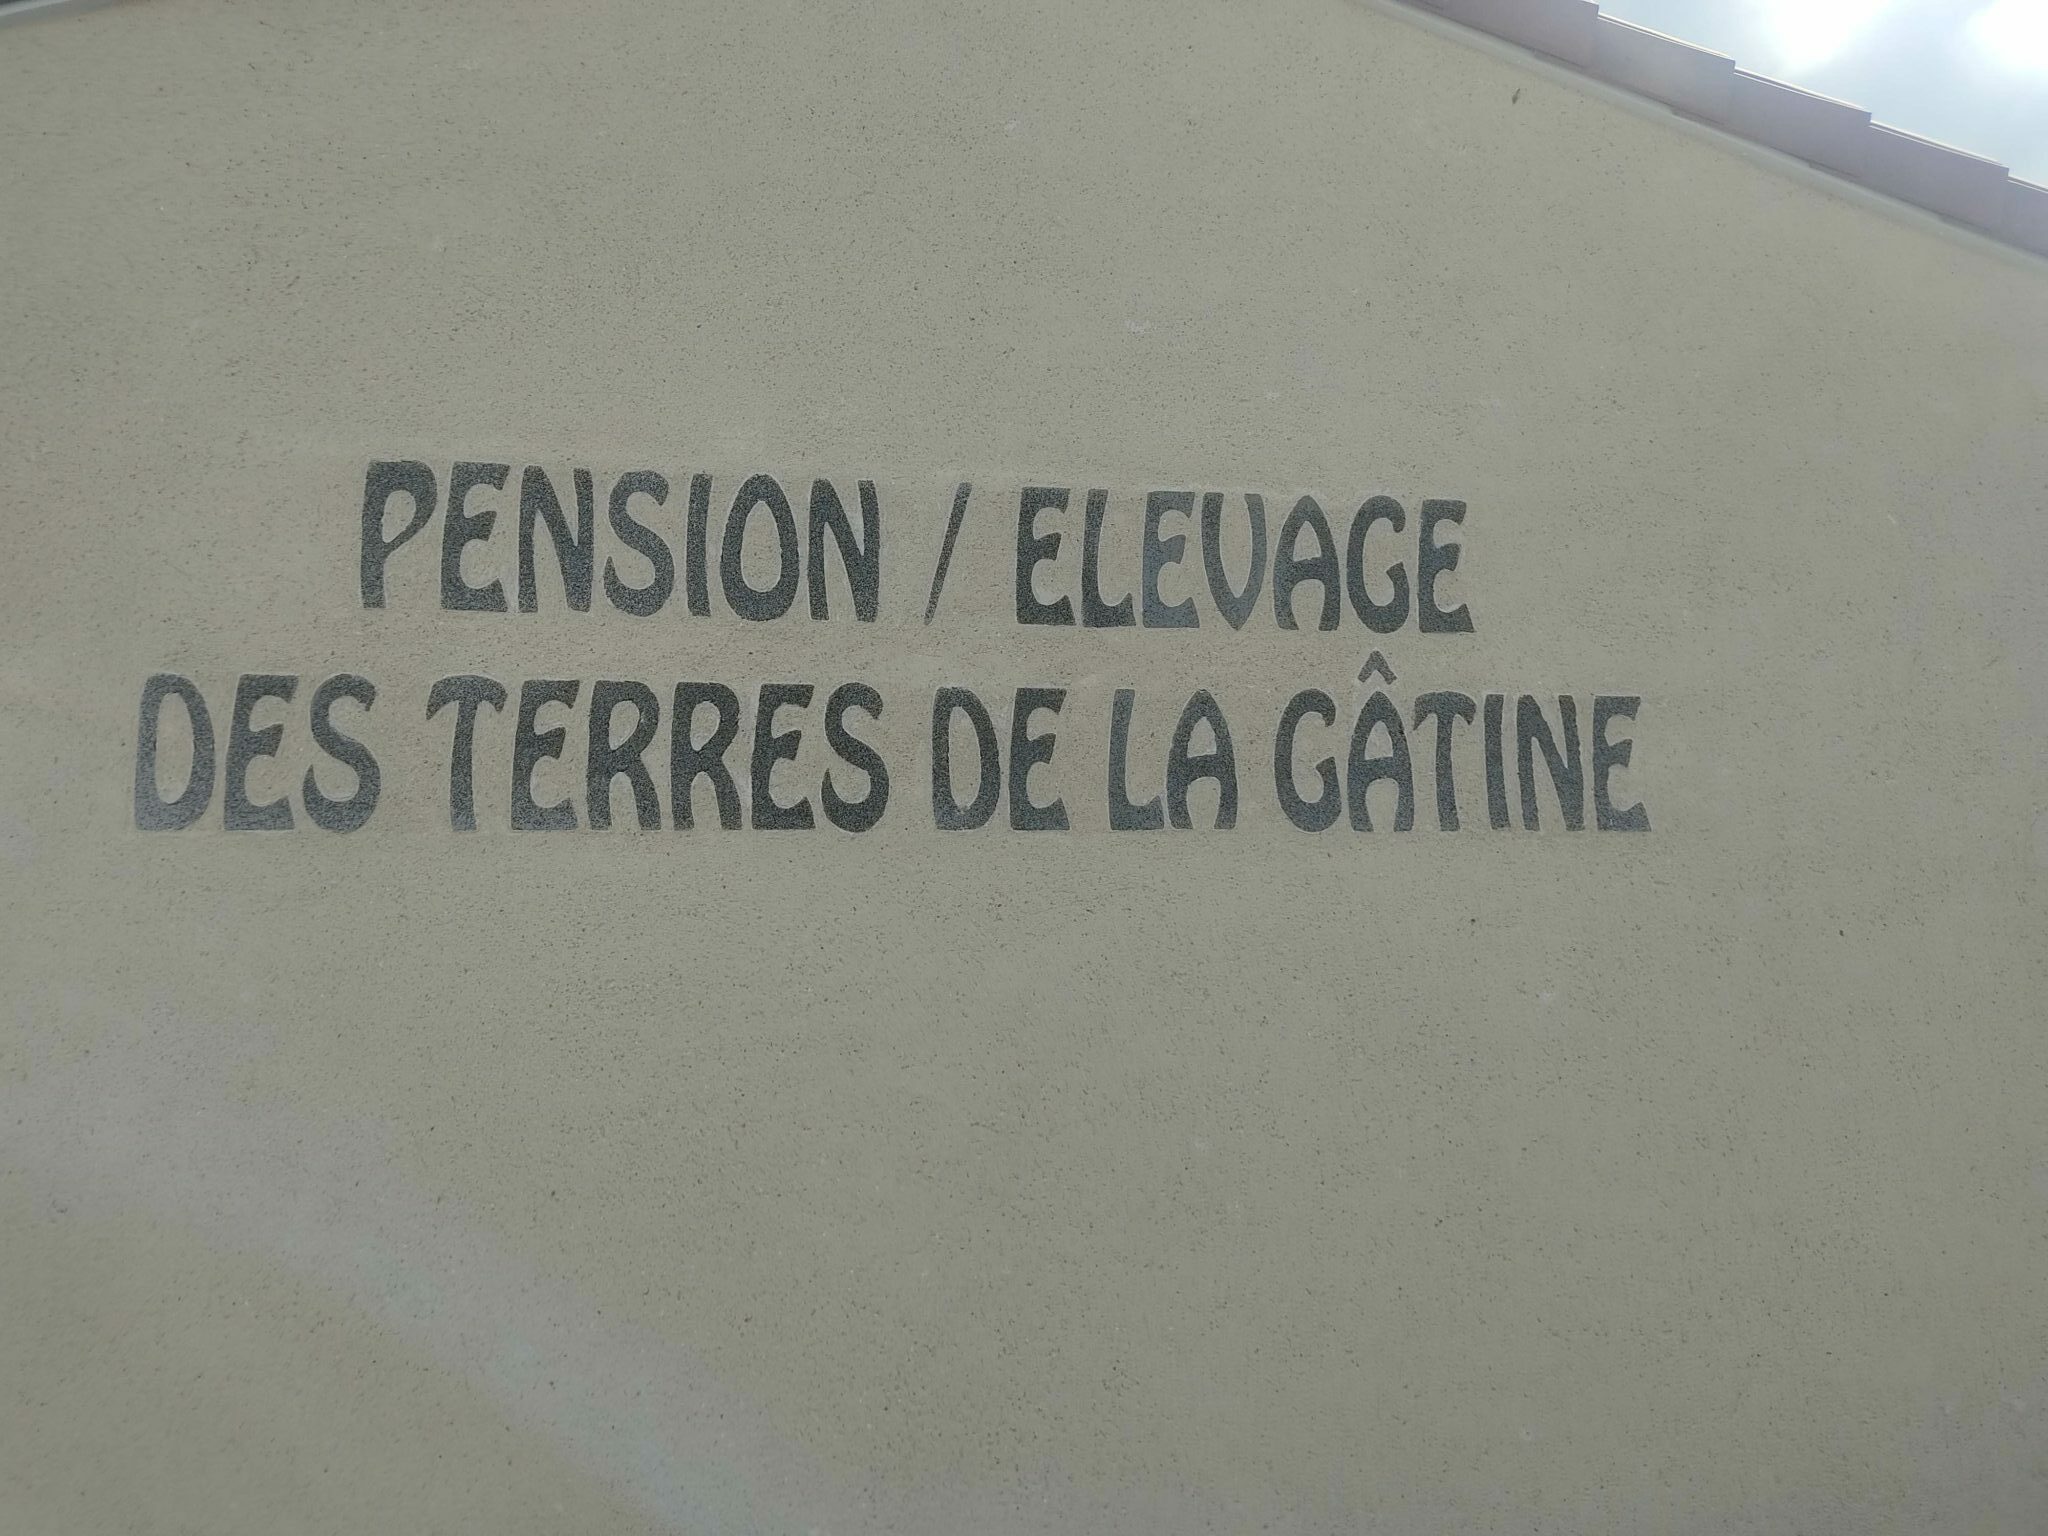 PENSION / ELEVAGE
DES TERRES DE LA GÂTINE